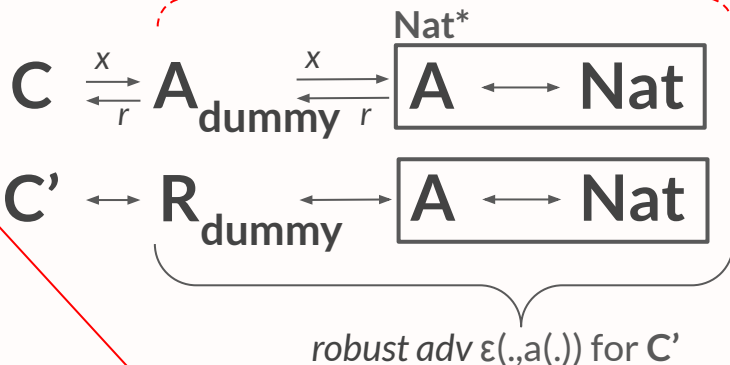 Nat*
C x r A dummy x r A Nat
C’ R dummy A Nat
robust adv ε(.,a(.)) for C’